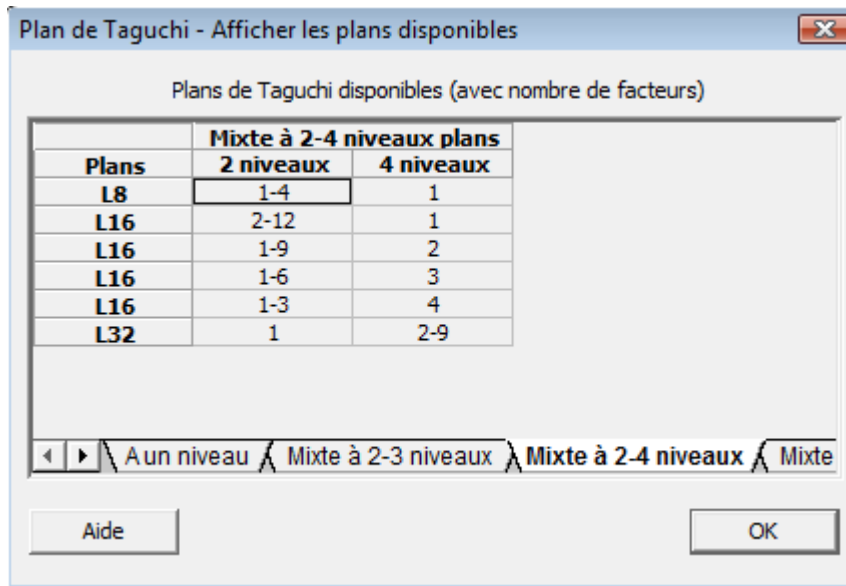 Plan de Taguchi - Afficher les plans disponibles
Plans de Taguchi disponibles (avec nombre de facteurs)
Mixte à 2-4 niveaux plans
Plans 2 niveaux 4 niveaux
L8 1-4 1
L16 2-12 1
L16 1-9 2
L16 1-6 3
L16 1-3 4
L32 1 2-9
A un niveau Mixte à 2-3 niveaux Mixte à 2-4 niveaux Mixte
Aide OK